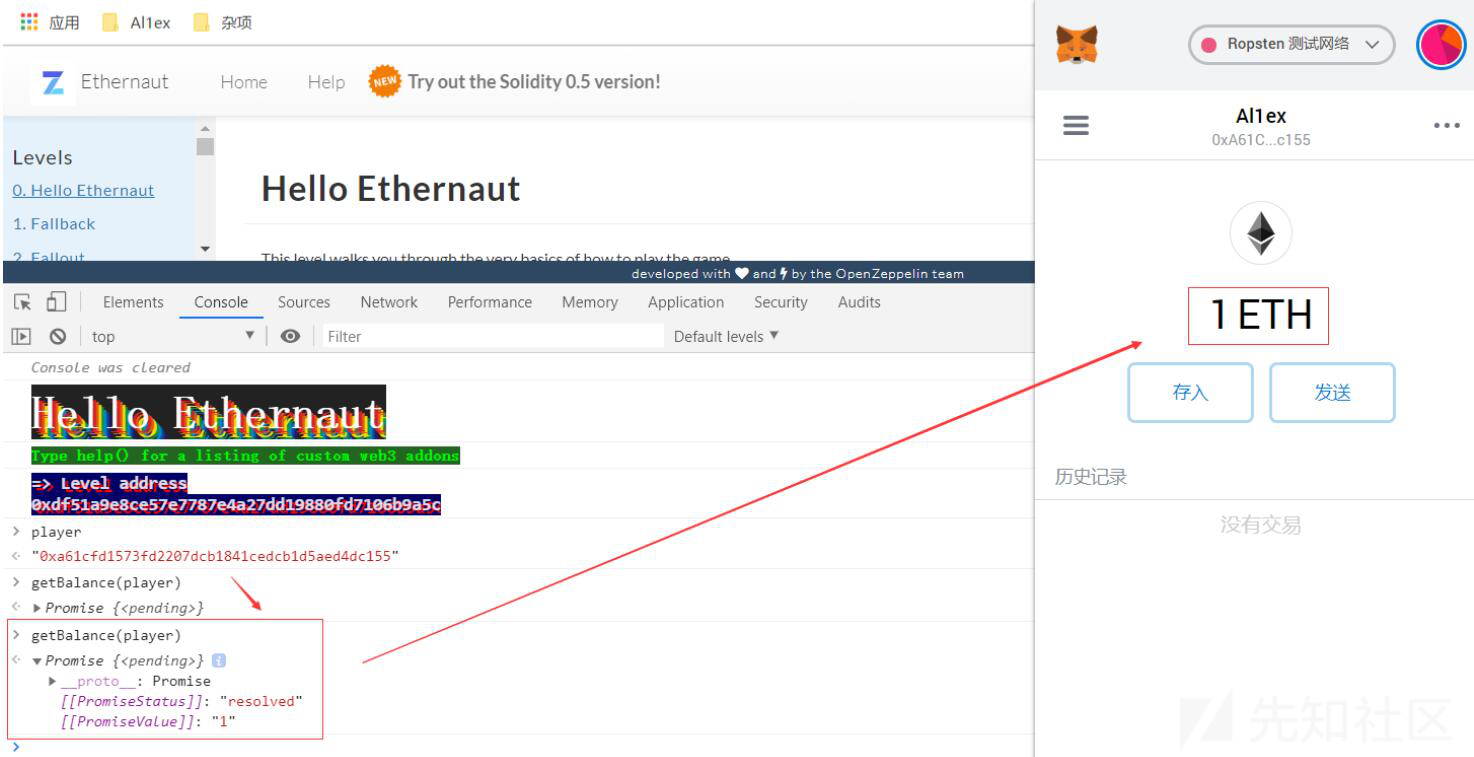 应用 Al1ex 杂项
Ethernaut Home Help NEW Try out the Solidity 0.5 version!
Levels
0. Hello Ethernaut
1. Fallback
2. Fallout
Hello Ethernaut
This level walks you through the very basics of how to play the game.
developed with and by the OpenZeppelin team
Elements Console Sources Network Performance Memory Application Security Audits
top Filter Default levels
Console was cleared
Hello Ethernaut
Type help() for a listing of custom web3 addons
=> Level address
0xdf51a9e8ce57e7787e4a27dd19880fd7106b9a5c
> player
"0xa61cfd1573fd2207dcb1841cedcb1d5aed4dc155"
> getBalance(player)
Promise {<pending>}
> getBalance(player)
Promise {<pending>} i
__proto__: Promise
[[PromiseStatus]]: "resolved"
[[PromiseValue]]: "1"
>
Ropsten 测试网络
Al1ex
0xA61C...c155
1 ETH
存入 发送
历史记录
没有交易
先知社区